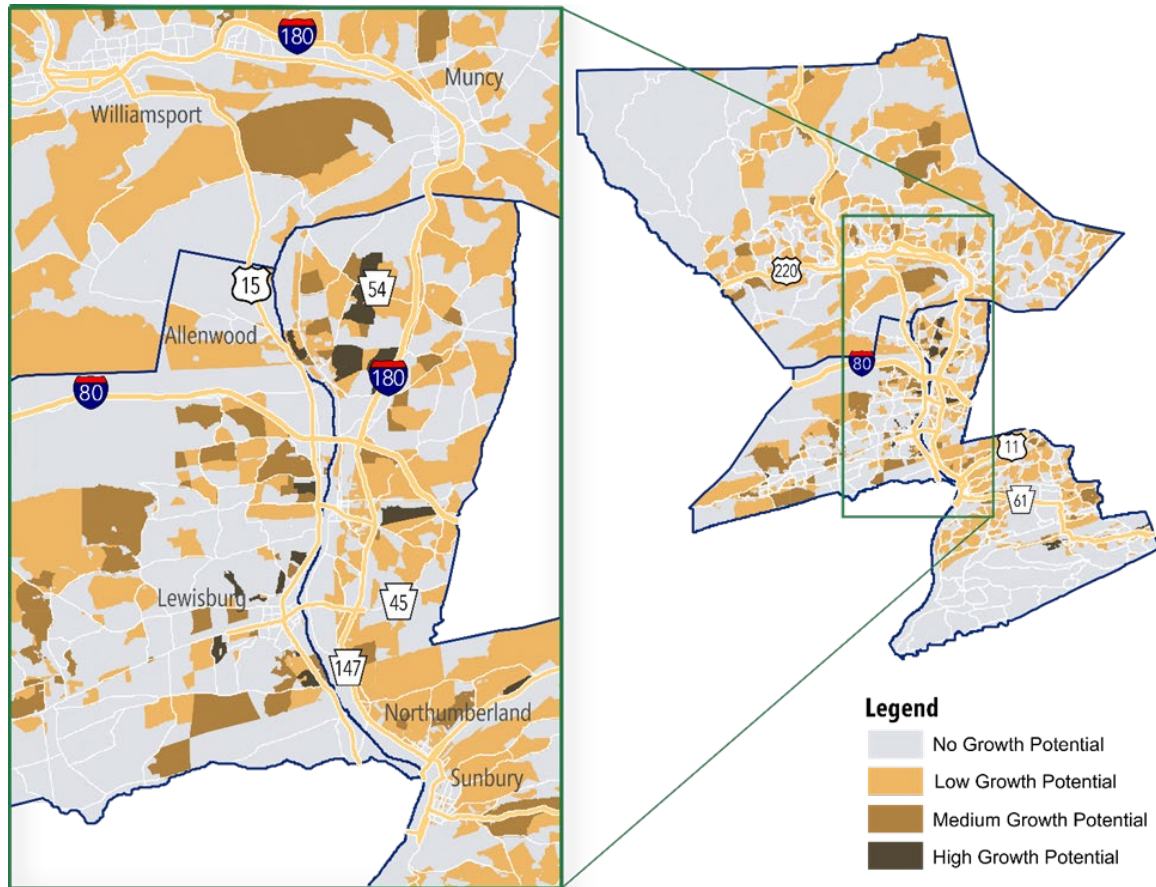 180
Muncy
Williamsport
15
54
Allenwood
180
80
Lewisburg
45
147
Northumberland
Sunbury
220
80
11
61
Legend
No Growth Potential
Low Growth Potential
Medium Growth Potential
High Growth Potential